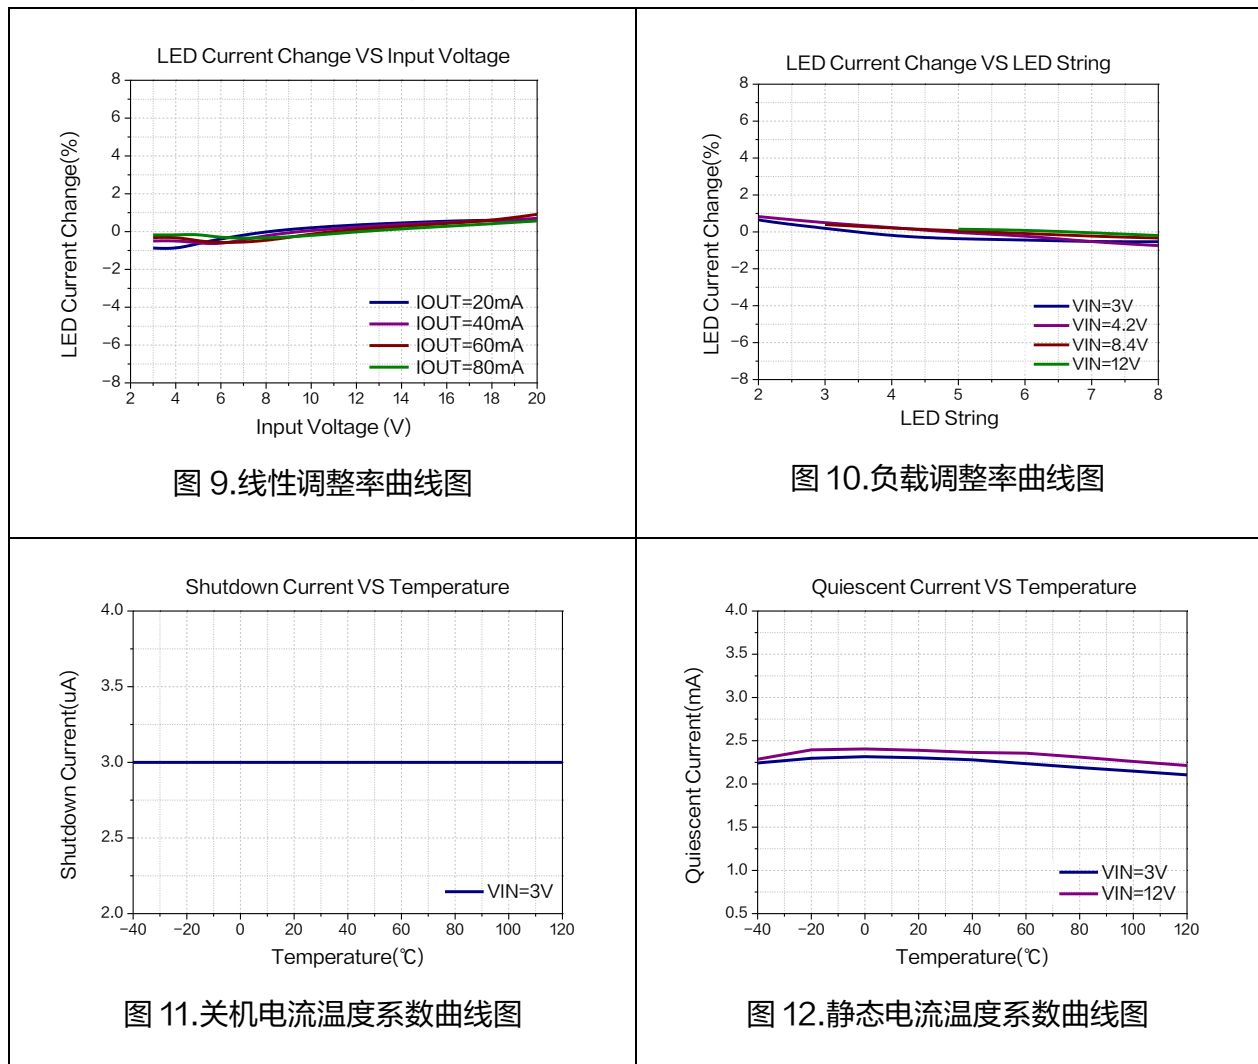 LED Current Change VS Input Voltage
8
6
4
2
0
−2
−4
−6
−8
LED Current Change(%)
IOUT=20mA
IOUT=40mA
IOUT=60mA
IOUT=80mA
2 4 6 8 10 12 14 16 18 20
Input Voltage (V)
图 9.线性调整率曲线图
LED Current Change VS LED String
8
6
4
2
0
−2
−4
−6
−8
LED Current Change(%)
VIN=3V
VIN=4.2V
VIN=8.4V
VIN=12V
2 3 4 5 6 7 8
LED String
图 10.负载调整率曲线图
Shutdown Current VS Temperature
4.0
3.5
3.0
2.5
2.0
Shutdown Current(uA)
VIN=3V
−40 −20 0 20 40 60 80 100 120
Temperature(℃)
图 11.关机电流温度系数曲线图
Quiescent Current VS Temperature
4.0
3.5
3.0
2.5
2.0
1.5
1.0
0.5
Quiescent Current(mA)
VIN=3V
VIN=12V
−40 −20 0 20 40 60 80 100 120
Temperature(℃)
图 12.静态电流温度系数曲线图